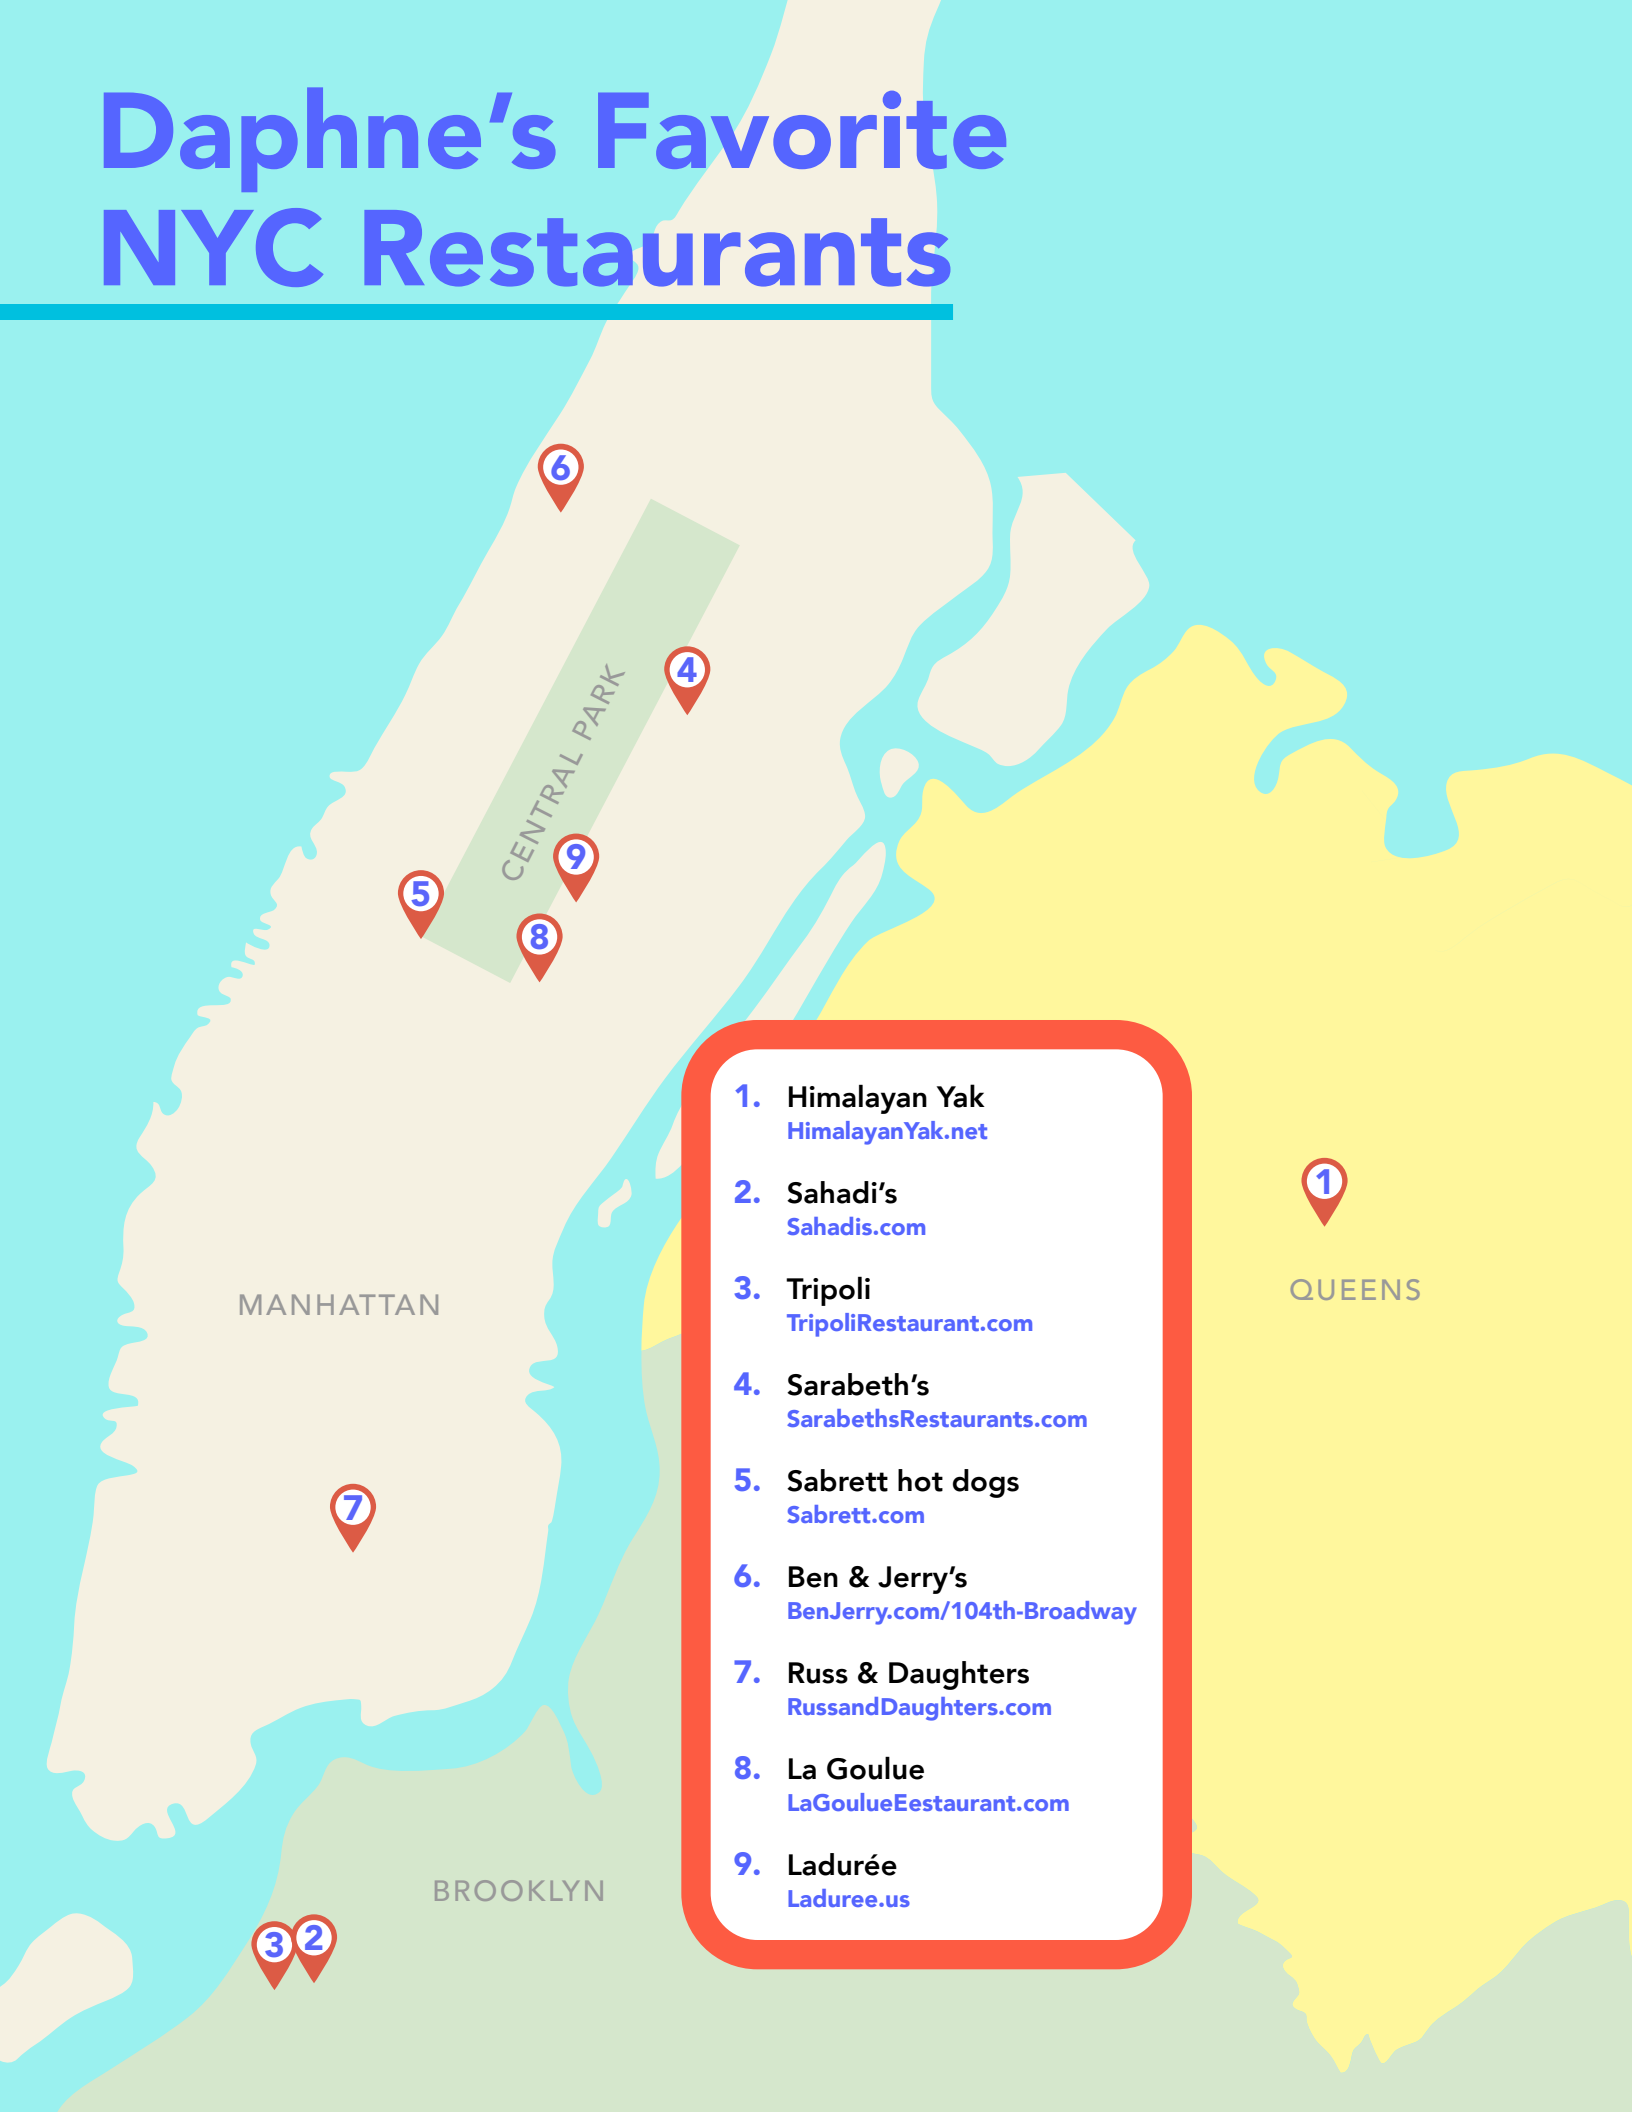 Daphne’s Favorite
NYC Restaurants
6
4
CENTRAL PARK
9
5
8
1. Himalayan Yak
HimalayanYak.net
2. Sahadi’s
Sahadis.com
3. Tripoli
TripoliRestaurant.com
4. Sarabeth’s
SarabethsRestaurants.com
5. Sabrett hot dogs
Sabrett.com
6. Ben & Jerry’s
BenJerry.com/104th-Broadway
7. Russ & Daughters
RussandDaughters.com
8. La Goulue
LaGoulueEestaurant.com
9. Ladurée
Laduree.us
1
QUEENS
MANHATTAN
7
BROOKLYN
3
2